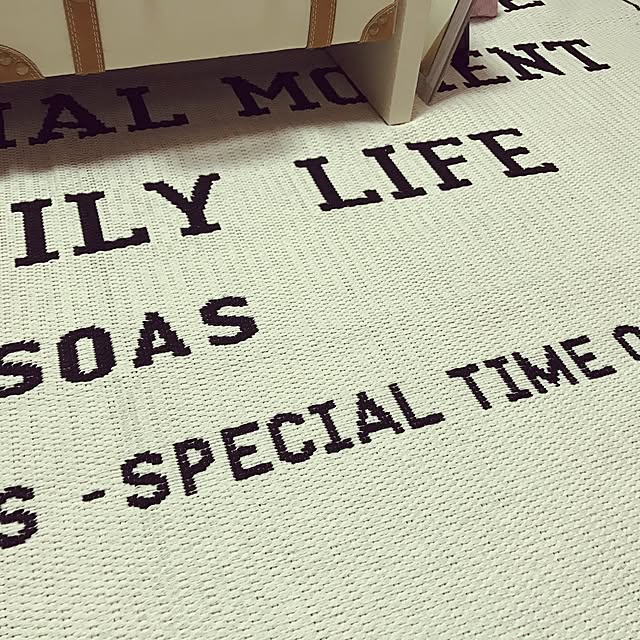 IAL MOMENT
ILY LIFE
SOAS
S - SPECIAL TIME O